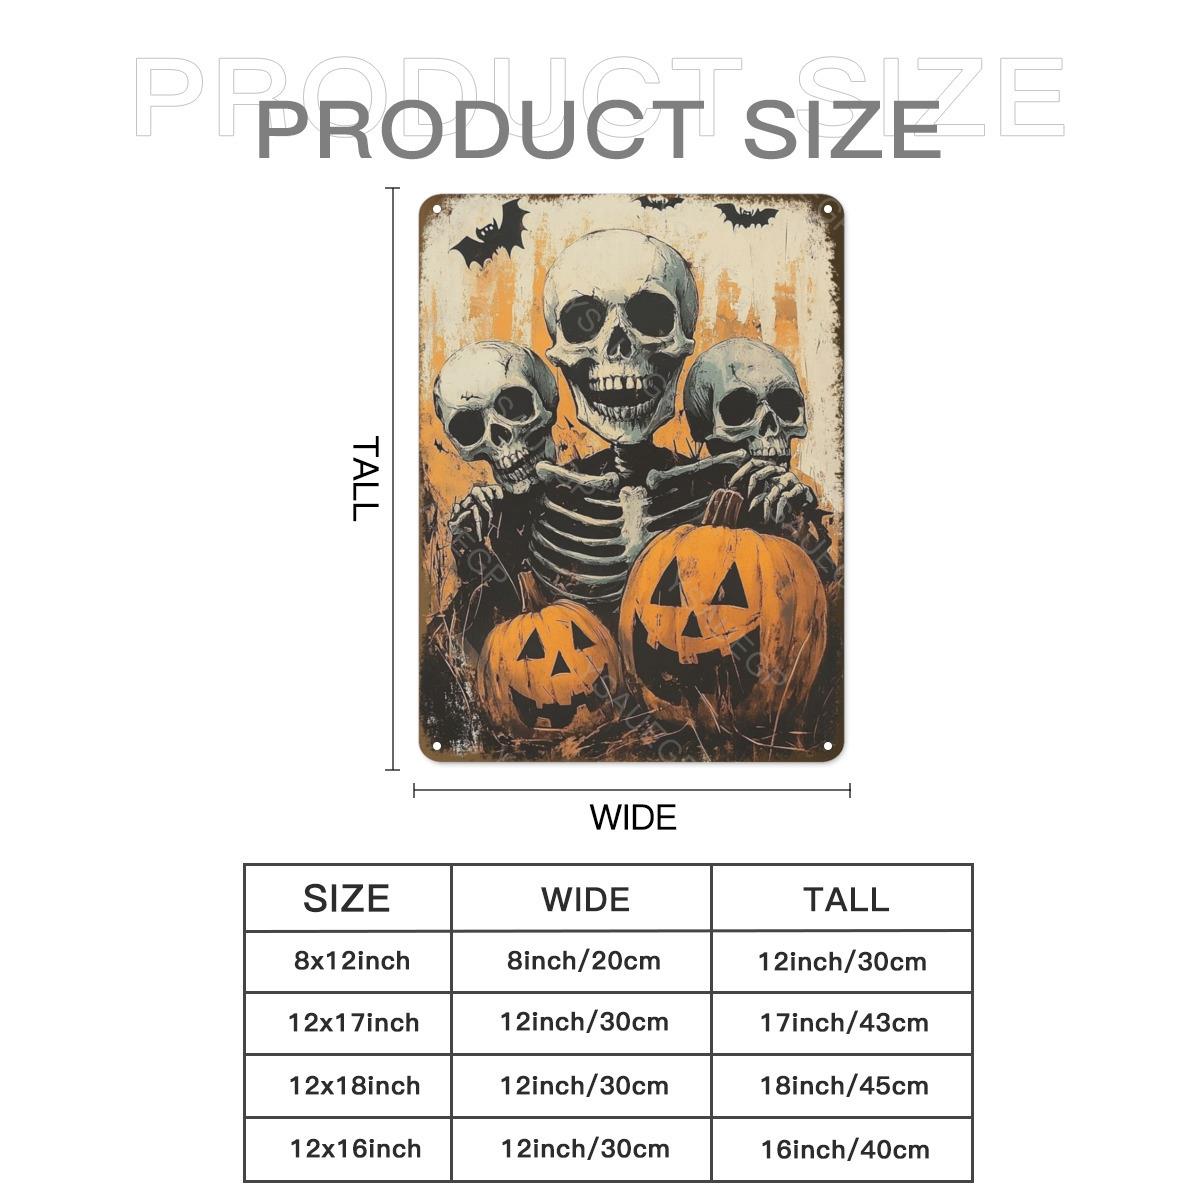 PRODUCT SIZE
PRODUCT SIZE
TALL
WIDE
SIZE WIDE TALL
8x12inch 8inch/20cm 12inch/30cm
12x17inch 12inch/30cm 17inch/43cm
12x18inch 12inch/30cm 18inch/45cm
12x16inch 12inch/30cm 16inch/40cm